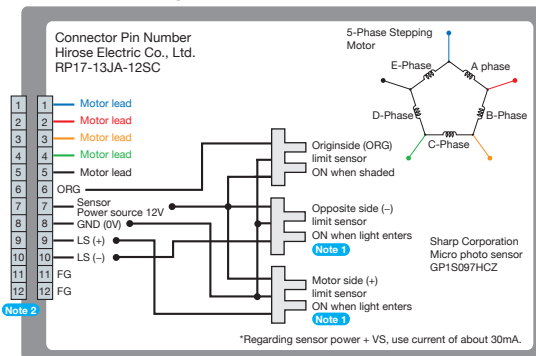 Connector Pin Number
Hirose Electric Co., Ltd.
RP17-13JA-12SC
5-Phase Stepping
Motor
E-Phase
A phase
D-Phase
B-Phase
C-Phase
1 1 Motor lead
2 2 Motor lead
3 3 Motor lead
4 4 Motor lead
5 5 Motor lead
6 6 ORG
7 7 Sensor
Power source 12V
8 8 GND (0V)
9 9 LS (+)
10 10 LS (−)
11 11 FG
12 12 FG
Note 2
Originside (ORG)
limit sensor
ON when shaded
Opposite side (−)
limit sensor
ON when light enters
Note 1
Motor side (+)
limit sensor
ON when light enters
Note 1
Sharp Corporation
Micro photo sensor
GP1S097HCZ
*Regarding sensor power + VS, use current of about 30mA.